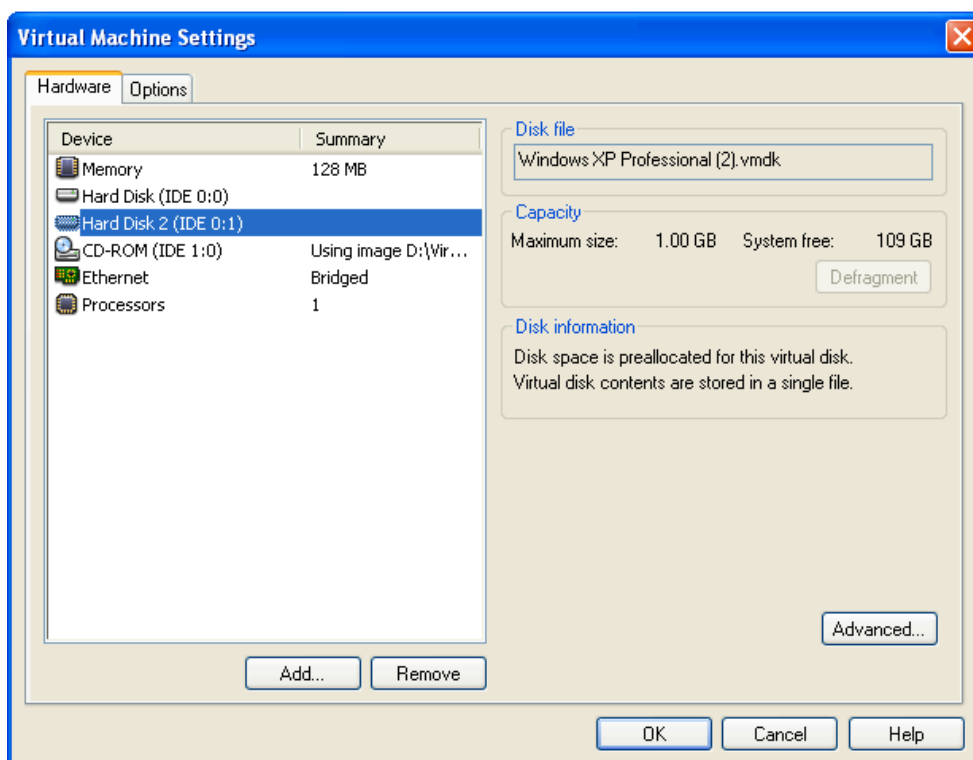 Virtual Machine Settings
Hardware Options
Device Summary
Memory 128 MB
Hard Disk (IDE 0:0)
Hard Disk 2 (IDE 0:1)
CD-ROM (IDE 1:0) Using image D:\Vir...
Ethernet Bridged
Processors 1
Add... Remove
Disk file
Windows XP Professional (2).vmdk
Capacity
Maximum size: 1.00 GB System free: 109 GB
Defragment
Disk information
Disk space is preallocated for this virtual disk.
Virtual disk contents are stored in a single file.
Advanced...
OK Cancel Help